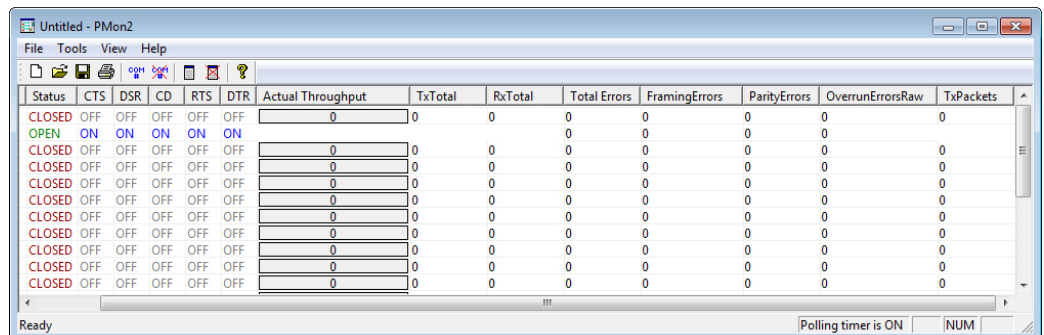 Untitled - PMon2
File Tools View Help
COM COM ?
Status CTS DSR CD RTS DTR Actual Throughput TxTotal RxTotal Total Errors FramingErrors ParityErrors OverrunErrorsRaw TxPackets
CLOSED OFF OFF OFF OFF OFF 0 0 0 0 0 0 0 0
OPEN ON ON ON ON ON 0 0 0 0
CLOSED OFF OFF OFF OFF OFF 0 0 0 0 0 0 0 0
CLOSED OFF OFF OFF OFF OFF 0 0 0 0 0 0 0 0
CLOSED OFF OFF OFF OFF OFF 0 0 0 0 0 0 0 0
CLOSED OFF OFF OFF OFF OFF 0 0 0 0 0 0 0 0
CLOSED OFF OFF OFF OFF OFF 0 0 0 0 0 0 0 0
CLOSED OFF OFF OFF OFF OFF 0 0 0 0 0 0 0 0
CLOSED OFF OFF OFF OFF OFF 0 0 0 0 0 0 0 0
CLOSED OFF OFF OFF OFF OFF 0 0 0 0 0 0 0 0
CLOSED OFF OFF OFF OFF OFF 0 0 0 0 0 0 0 0
Ready Polling timer is ON NUM